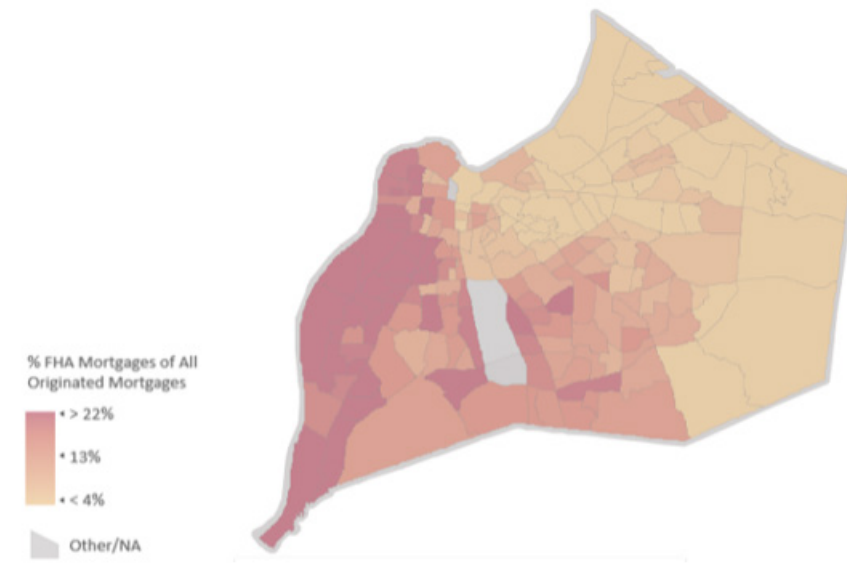 % FHA Mortgages of All
Originated Mortgages
> 22%
13%
< 4%
Other/NA